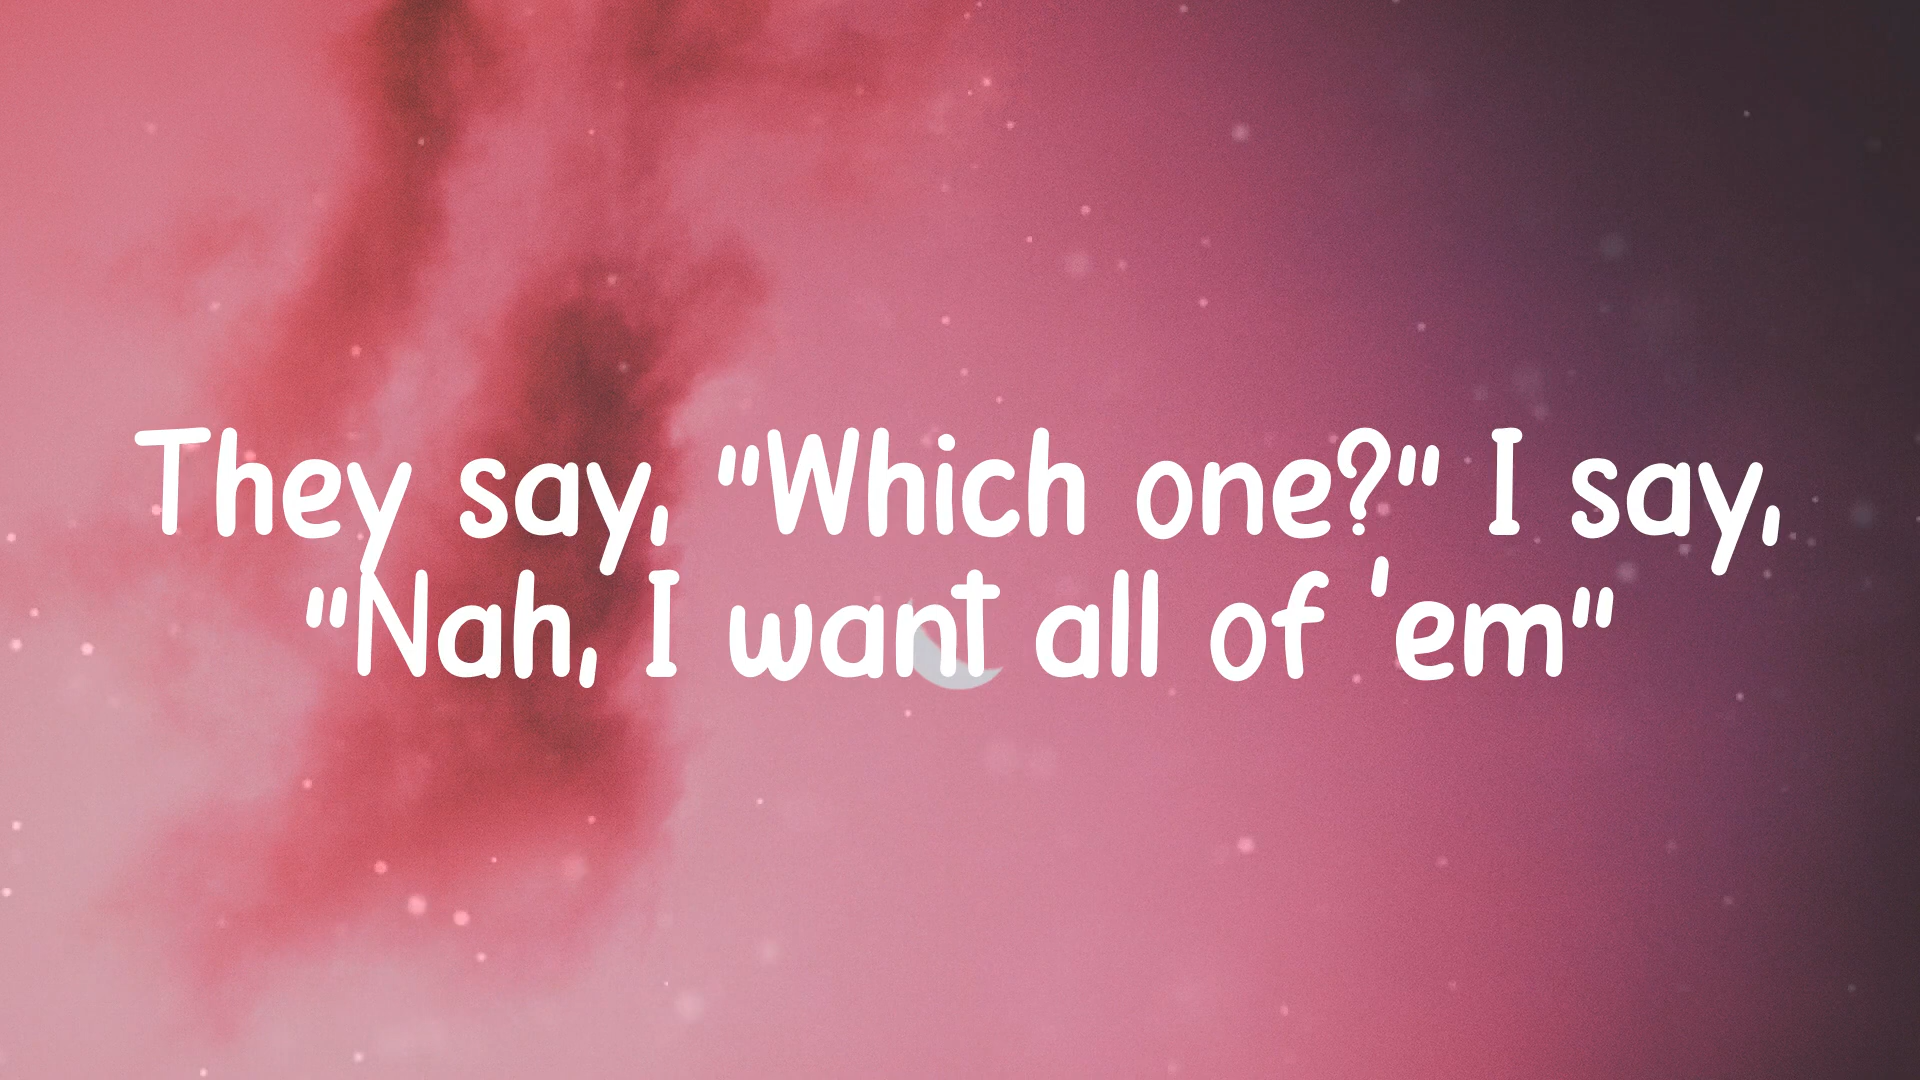 They say, "Which one?" I say,
"Nah, I want all of 'em"